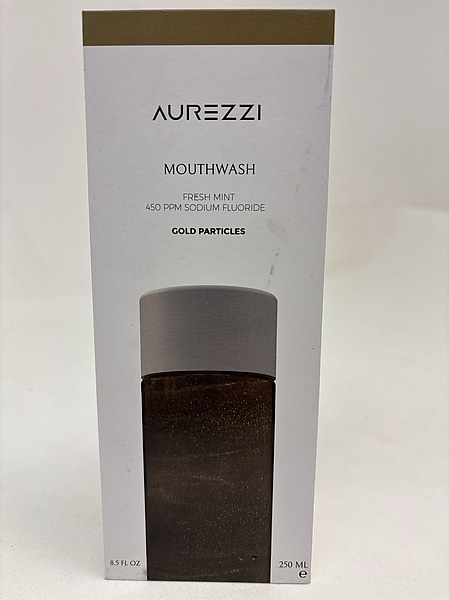 AUREZZI
MOUTHWASH
FRESH MINT
450 PPM SODIUM FLUORIDE
GOLD PARTICLES
8.5 FL OZ
250 ML
e